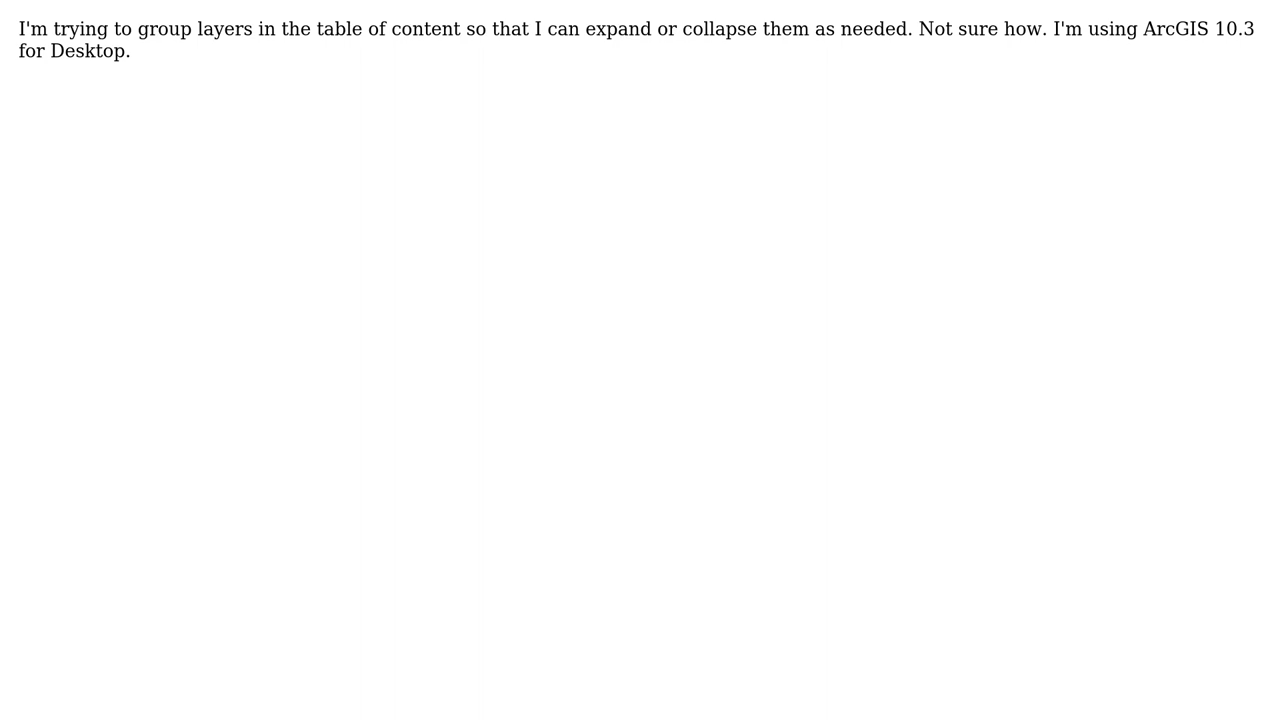 I'm trying to group layers in the table of content so that I can expand or collapse them as needed. Not sure how. I'm using ArcGIS 10.3
for Desktop.